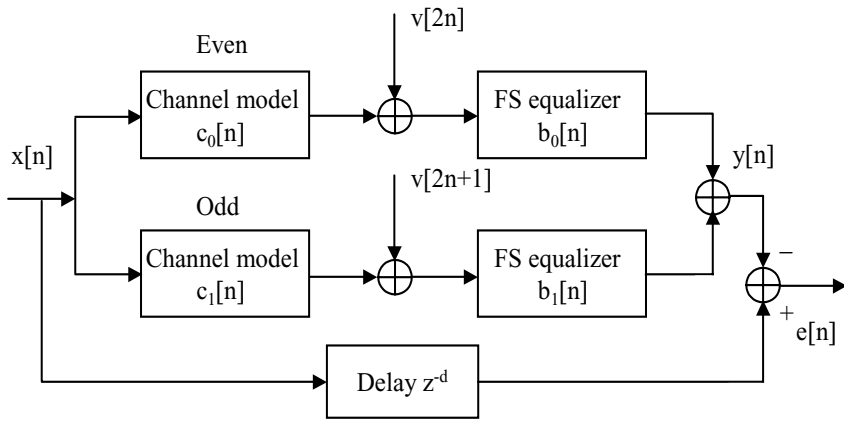 v[2n]
Even
Channel model
c₀[n]
FS equalizer
b₀[n]
x[n]
y[n]
v[2n+1]
Odd
Channel model
c₁[n]
FS equalizer
b₁[n]
−
+
e[n]
Delay z⁻ᵈ